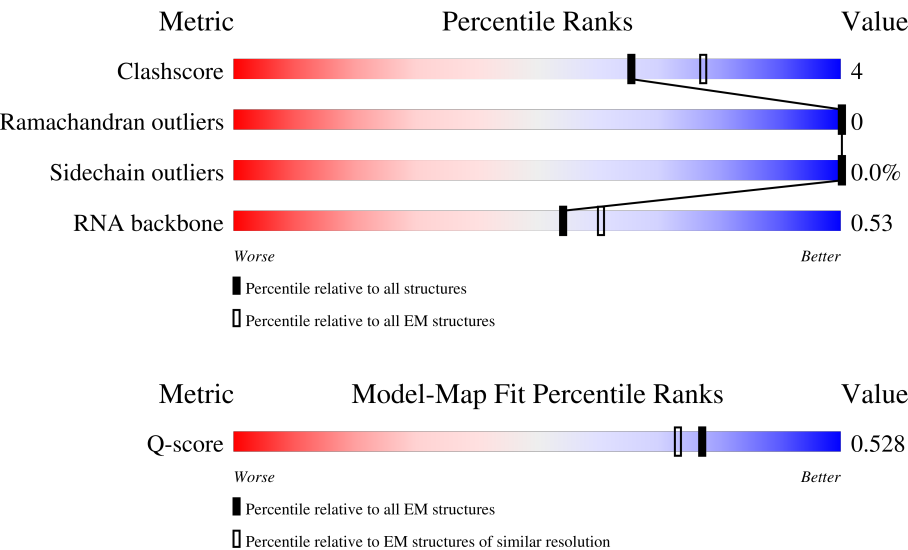 Metric Percentile Ranks Value
Clashscore 4
Ramachandran outliers 0
Sidechain outliers 0.0%
RNA backbone 0.53
Worse Better
Percentile relative to all structures
Percentile relative to all EM structures
Metric Model-Map Fit Percentile Ranks Value
Q-score 0.528
Worse Better
Percentile relative to all EM structures
Percentile relative to EM structures of similar resolution